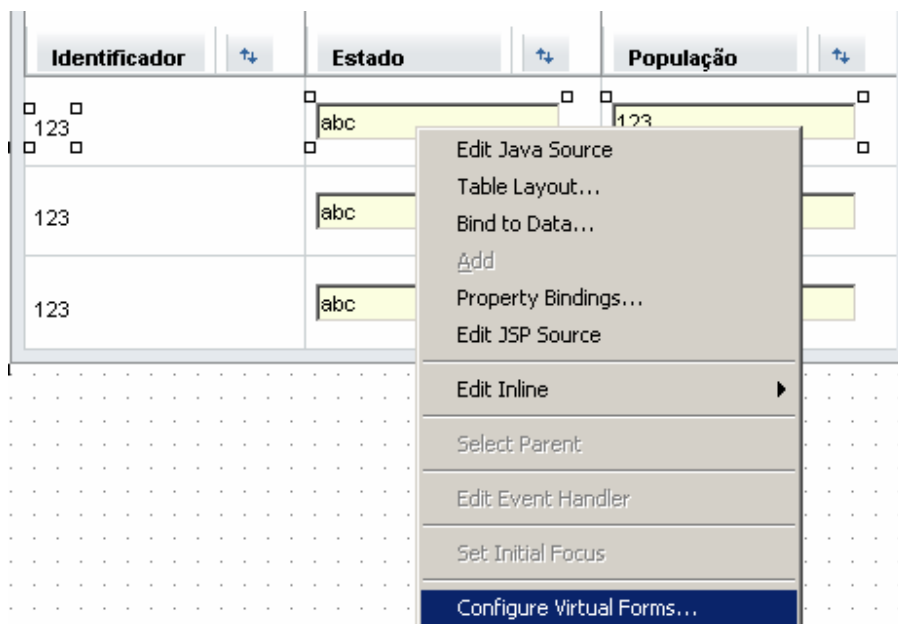 Identificador Estado População
123 abc 123
Edit Java Source
Table Layout...
Bind to Data...
Add
Property Bindings...
Edit JSP Source
Edit Inline
Select Parent
Edit Event Handler
Set Initial Focus
Configure Virtual Forms...
123 abc
123 abc